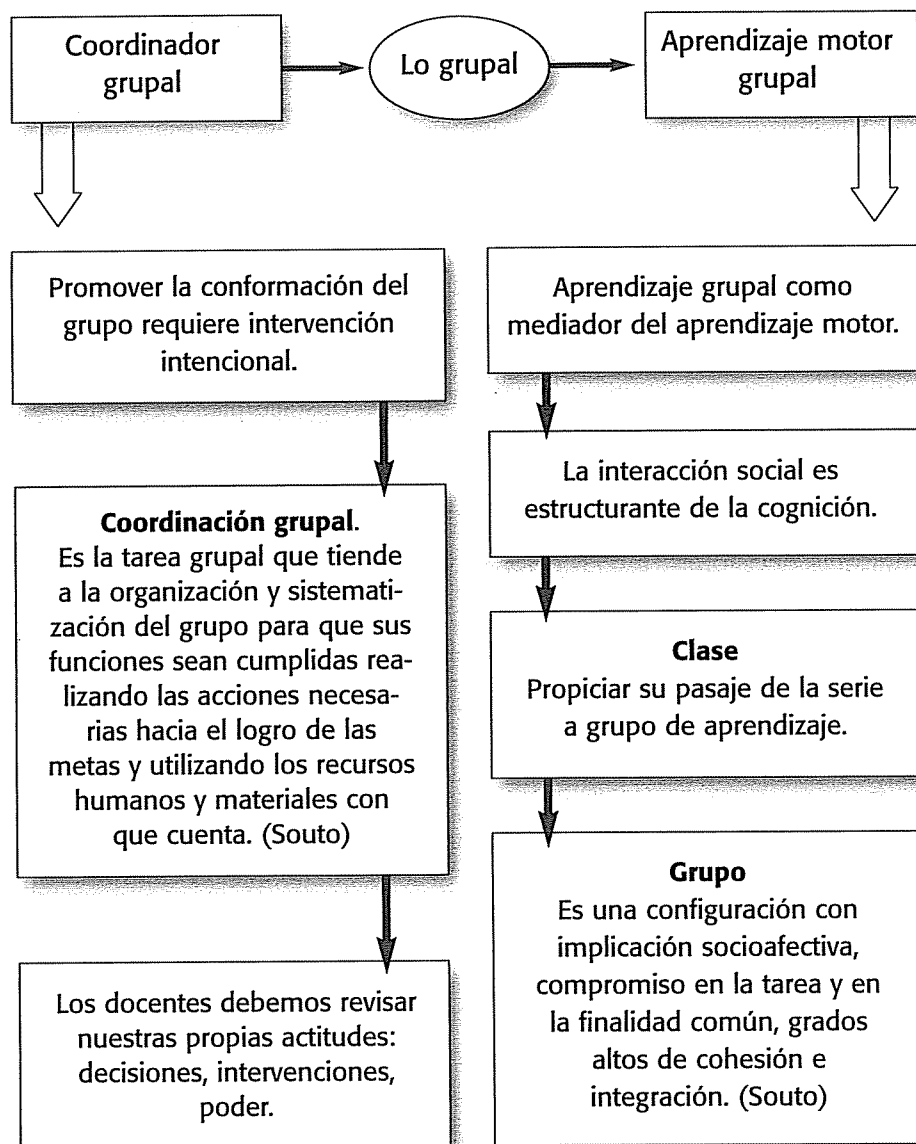 Coordinador
grupal
Lo grupal
Aprendizaje motor
grupal
Promover la conformación del
grupo requiere intervención
intencional.
Coordinación grupal.
Es la tarea grupal que tiende
a la organización y sistemati-
zación del grupo para que sus
funciones sean cumplidas rea-
lizando las acciones necesa-
rias hacia el logro de las
metas y utilizando los recursos
humanos y materiales con
que cuenta. (Souto)
Los docentes debemos revisar
nuestras propias actitudes:
decisiones, intervenciones,
poder.
Aprendizaje grupal como
mediador del aprendizaje motor.
La interacción social es
estructurante de la cognición.
Clase
Propiciar su pasaje de la serie
a grupo de aprendizaje.
Grupo
Es una configuración con
implicación socioafectiva,
compromiso en la tarea y en
la finalidad común, grados
altos de cohesión e
integración. (Souto)